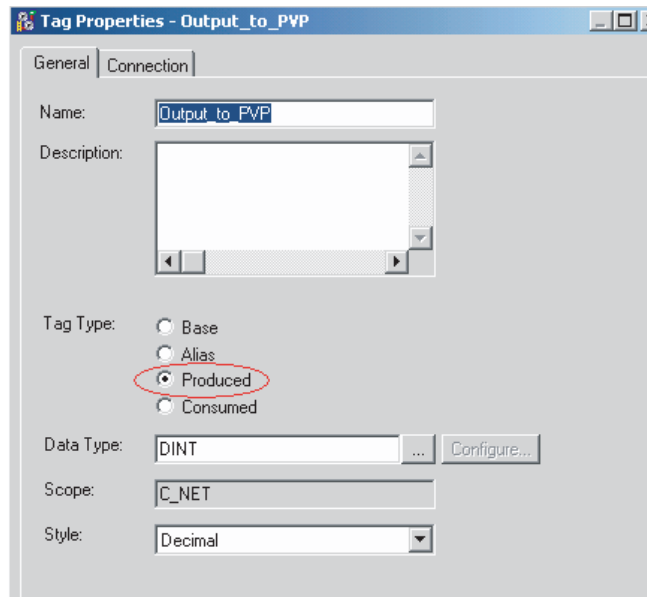 Tag Properties - Output_to_PVP
General Connection
Name: Output_to_PVP
Description:
Tag Type: Base
Alias
Produced
Consumed
Data Type: DINT ... Configure...
Scope: C_NET
Style: Decimal